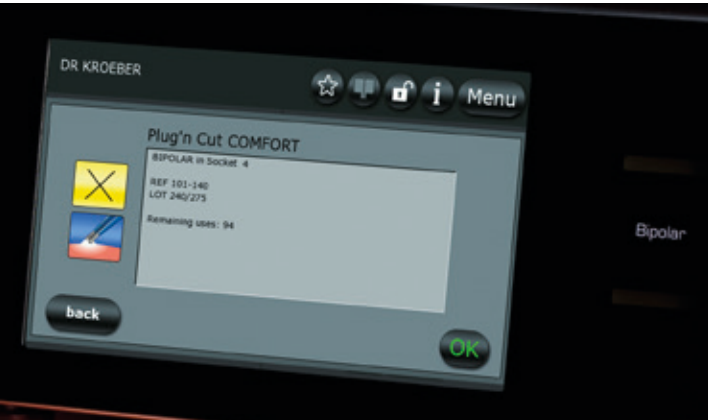 DR KROEBER
i
Menu
Plug'n Cut COMFORT
BIPOLAR in Socket 4
REF 101-140
LOT 240/275
Remaining uses: 94
Bipolar
back
OK